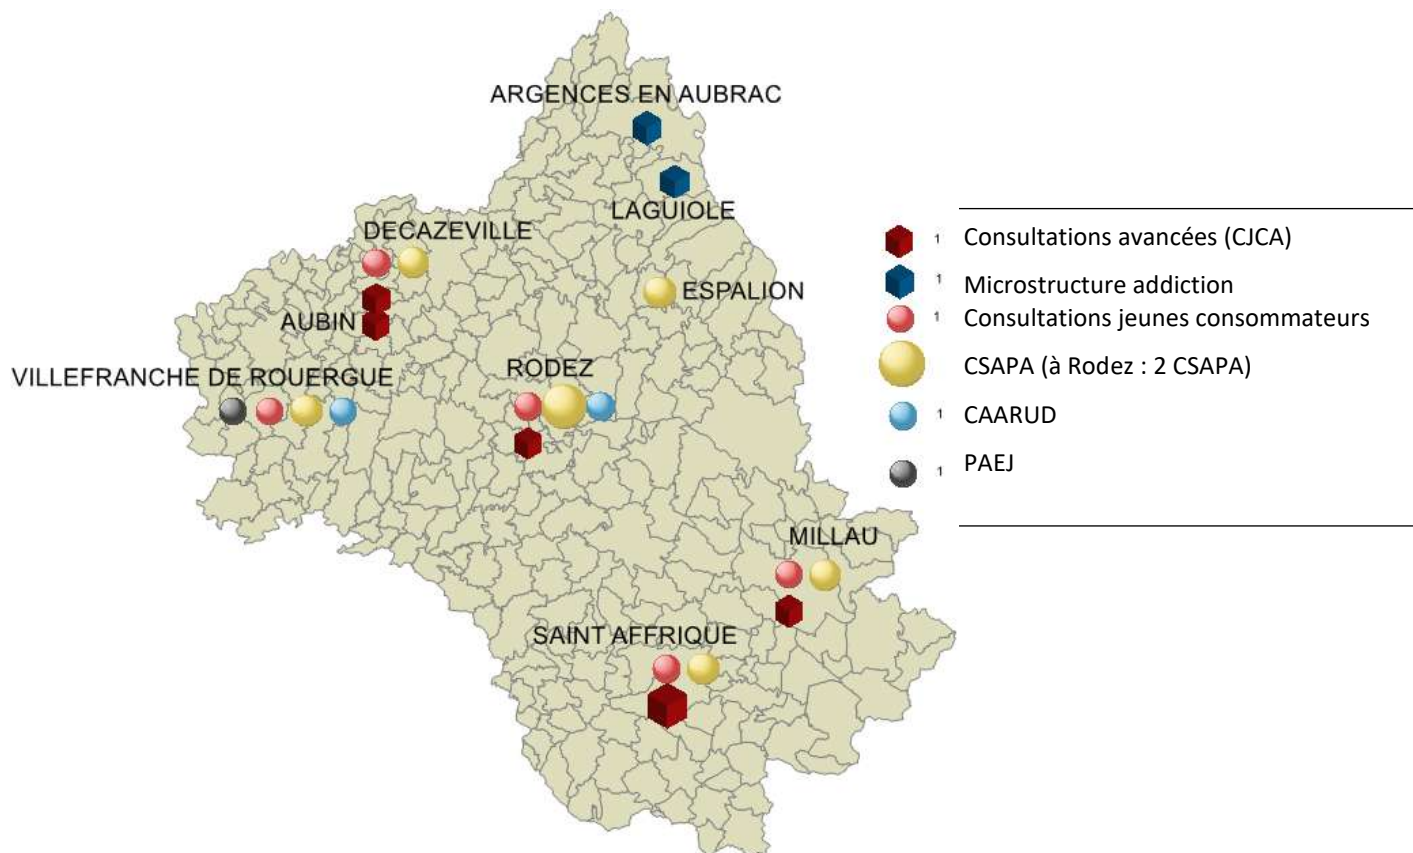 ARGENCES EN AUBRAC
LAGUIOLE
DECAZEVILLE
ESPALION
AUBIN
VILLEFRANCHE DE ROUERGUE
RODEZ
MILLAU
SAINT AFFRIQUE
1 Consultations avancées (CJCA)
1 Microstructure addiction
1 Consultations jeunes consommateurs
CSAPA (à Rodez : 2 CSAPA)
1 CAARUD
1 PAEJ